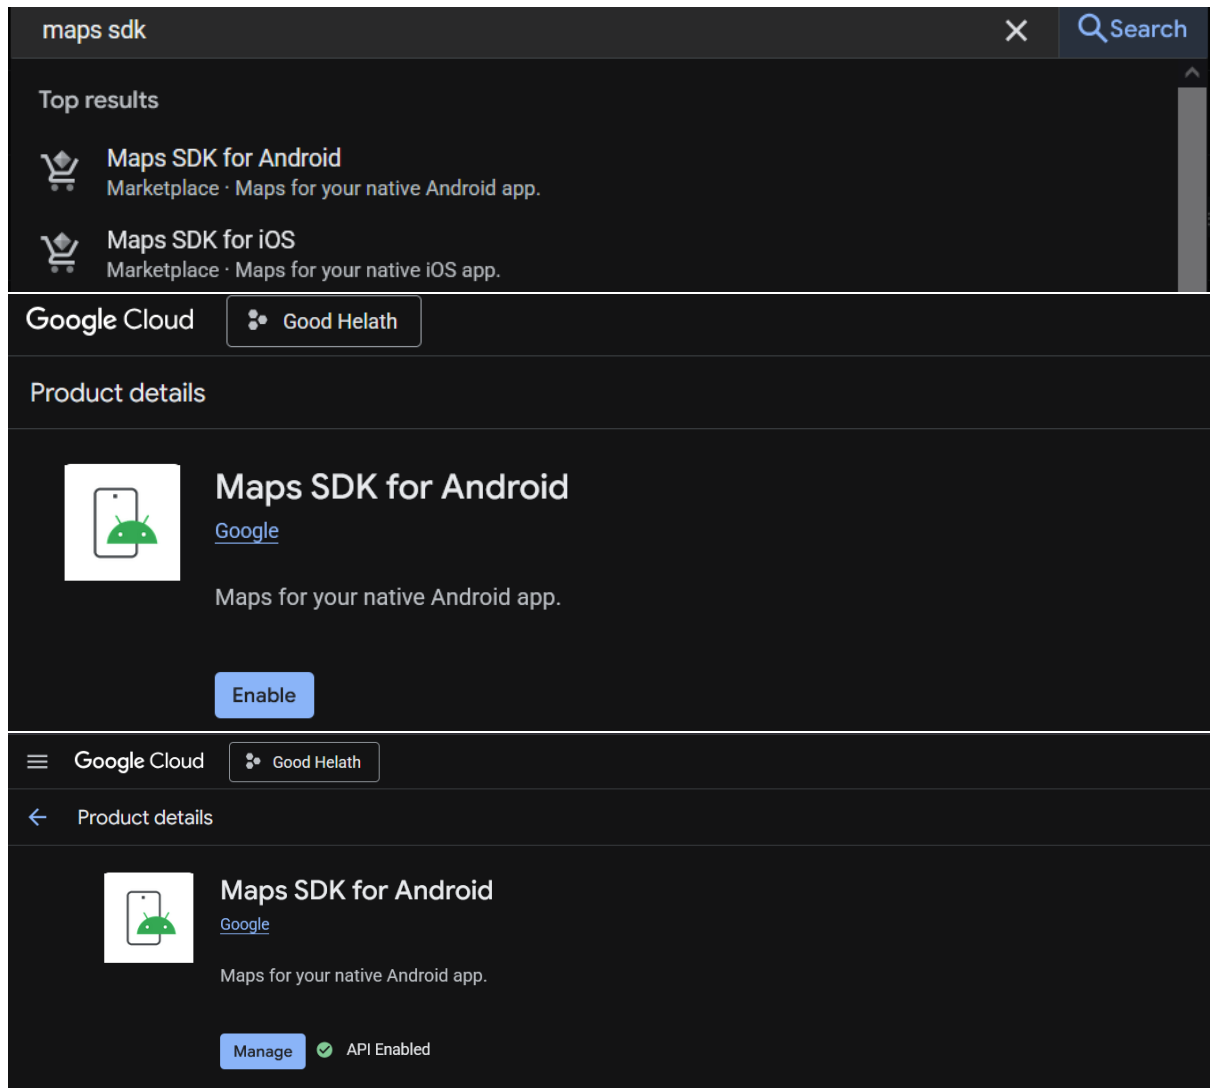 maps sdk
Search
Top results
Maps SDK for Android
Marketplace · Maps for your native Android app.
Maps SDK for iOS
Marketplace · Maps for your native iOS app.
Google Cloud
Good Helath
Product details
Maps SDK for Android
Google
Maps for your native Android app.
Enable
Google Cloud
Good Helath
Product details
Maps SDK for Android
Google
Maps for your native Android app.
Manage
API Enabled